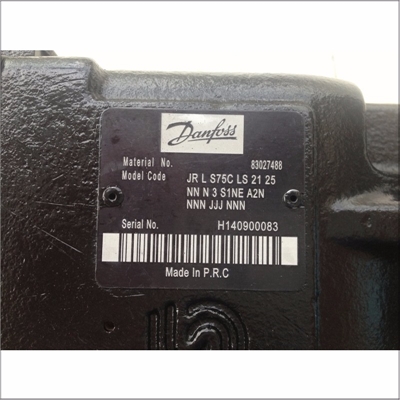 Danfoss
Material No. 83027488
Model Code JR L S75C LS 21 25
NN N 3 S1NE A2N
NNN JJJ NNN
Serial No. H140900083
Made In P.R.C